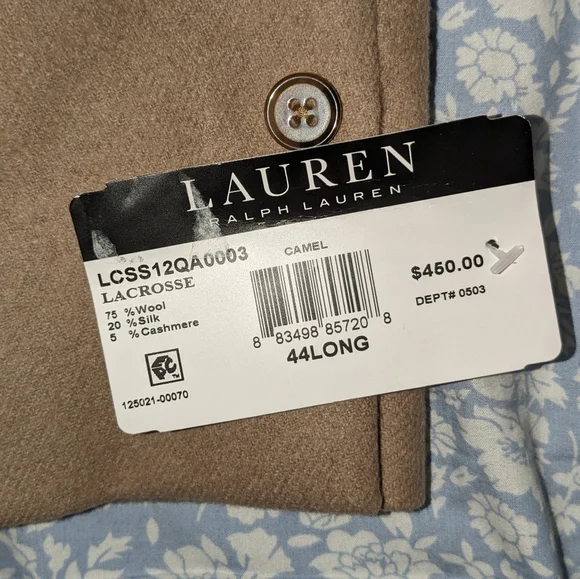 LAUREN
RALPH LAUREN
LCSS12QA0003
CAMEL
LACROSSE
$450.00
75 %Wool
20 %Silk
5 %Cashmere
DEPT# 0503
8 83498 85720 8
44LONG
TM
125021-00070